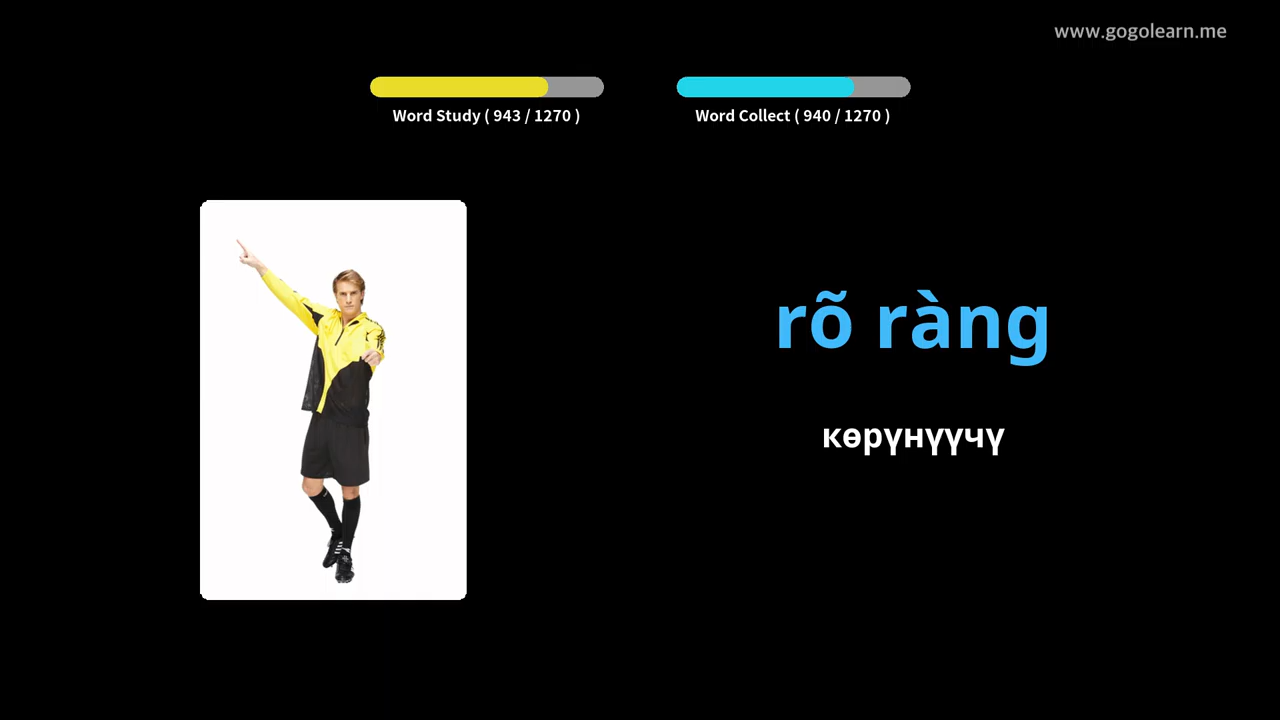 www.gogolearn.me
Word Study ( 943 / 1270 )
Word Collect ( 940 / 1270 )
rõ ràng
көрүнүүчү